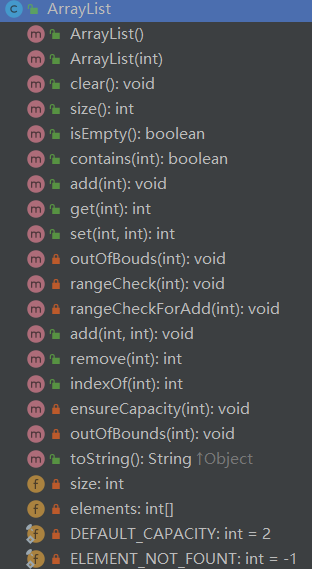 ArrayList
ArrayList()
ArrayList(int)
clear(): void
size(): int
isEmpty(): boolean
contains(int): boolean
add(int): void
get(int): int
set(int, int): int
outOfBouds(int): void
rangeCheck(int): void
rangeCheckForAdd(int): void
add(int, int): void
remove(int): int
indexOf(int): int
ensureCapacity(int): void
outOfBounds(int): void
toString(): String ↑Object
size: int
elements: int[]
DEFAULT_CAPACITY: int = 2
ELEMENT_NOT_FOUNT: int = -1